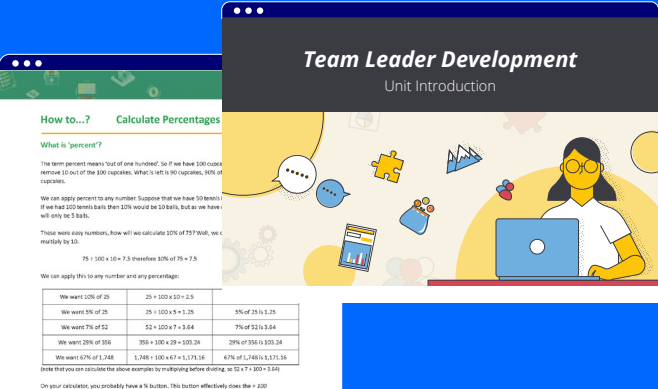 Team Leader Development
Unit Introduction
How to...? Calculate Percentages
What is 'percent'?
The term percent means 'out of one hundred'. So if we have 100 cupca
remove 10 out of the 100 cupcakes. What is left is 90 cupcakes, 90% of
cupcakes.
We can apply percent to any number. Suppose that we have 50 tennis
If we had 100 tennis balls then 10% would be 10 balls, but as we have
will only be 5 balls.
These were easy numbers, how will we calculate 10% of 75? Well, we
multiply by 10.
75 ÷ 100 x 10 = 7.5 therefore 10% of 75 = 7.5
We can apply this to any number and any percentage:
We want 10% of 25 25 ÷ 100 x 10 = 2.5
We want 5% of 25 25 ÷ 100 x 5 = 1.25 5% of 25 is 1.25
We want 7% of 52 52 ÷ 100 x 7 = 3.64 7% of 52 is 3.64
We want 29% of 356 356 ÷ 100 x 29 = 103.24 29% of 356 is 103.24
We want 67% of 1,748 1,748 ÷ 100 x 67 = 1,171.16 67% of 1,748 is 1,171.16
(note that you can calculate the above examples by multiplying before dividing, so 52 x 7 ÷ 100 = 3.64)
On your calculator, you probably have a % button. This button effectively does the ÷ 100